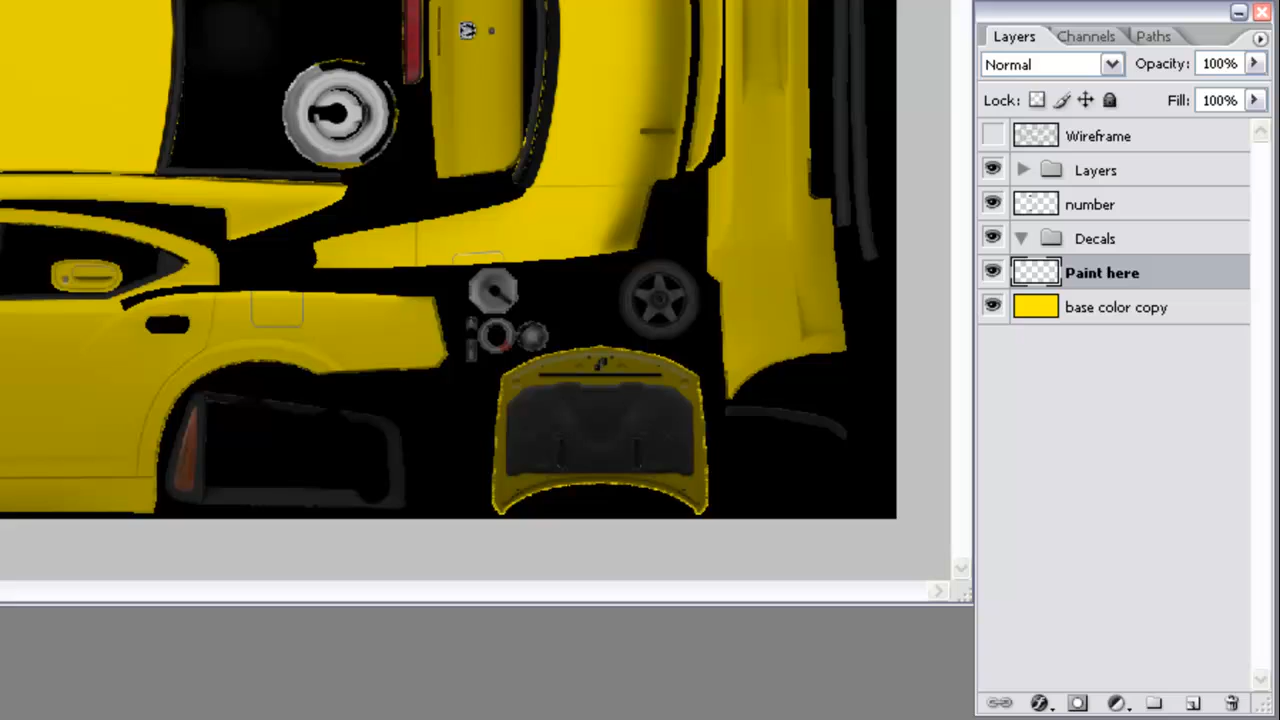 Layers Channels Paths
Normal Opacity: 100%
Lock: Fill: 100%
Wireframe
Layers
number
Decals
Paint here
base color copy